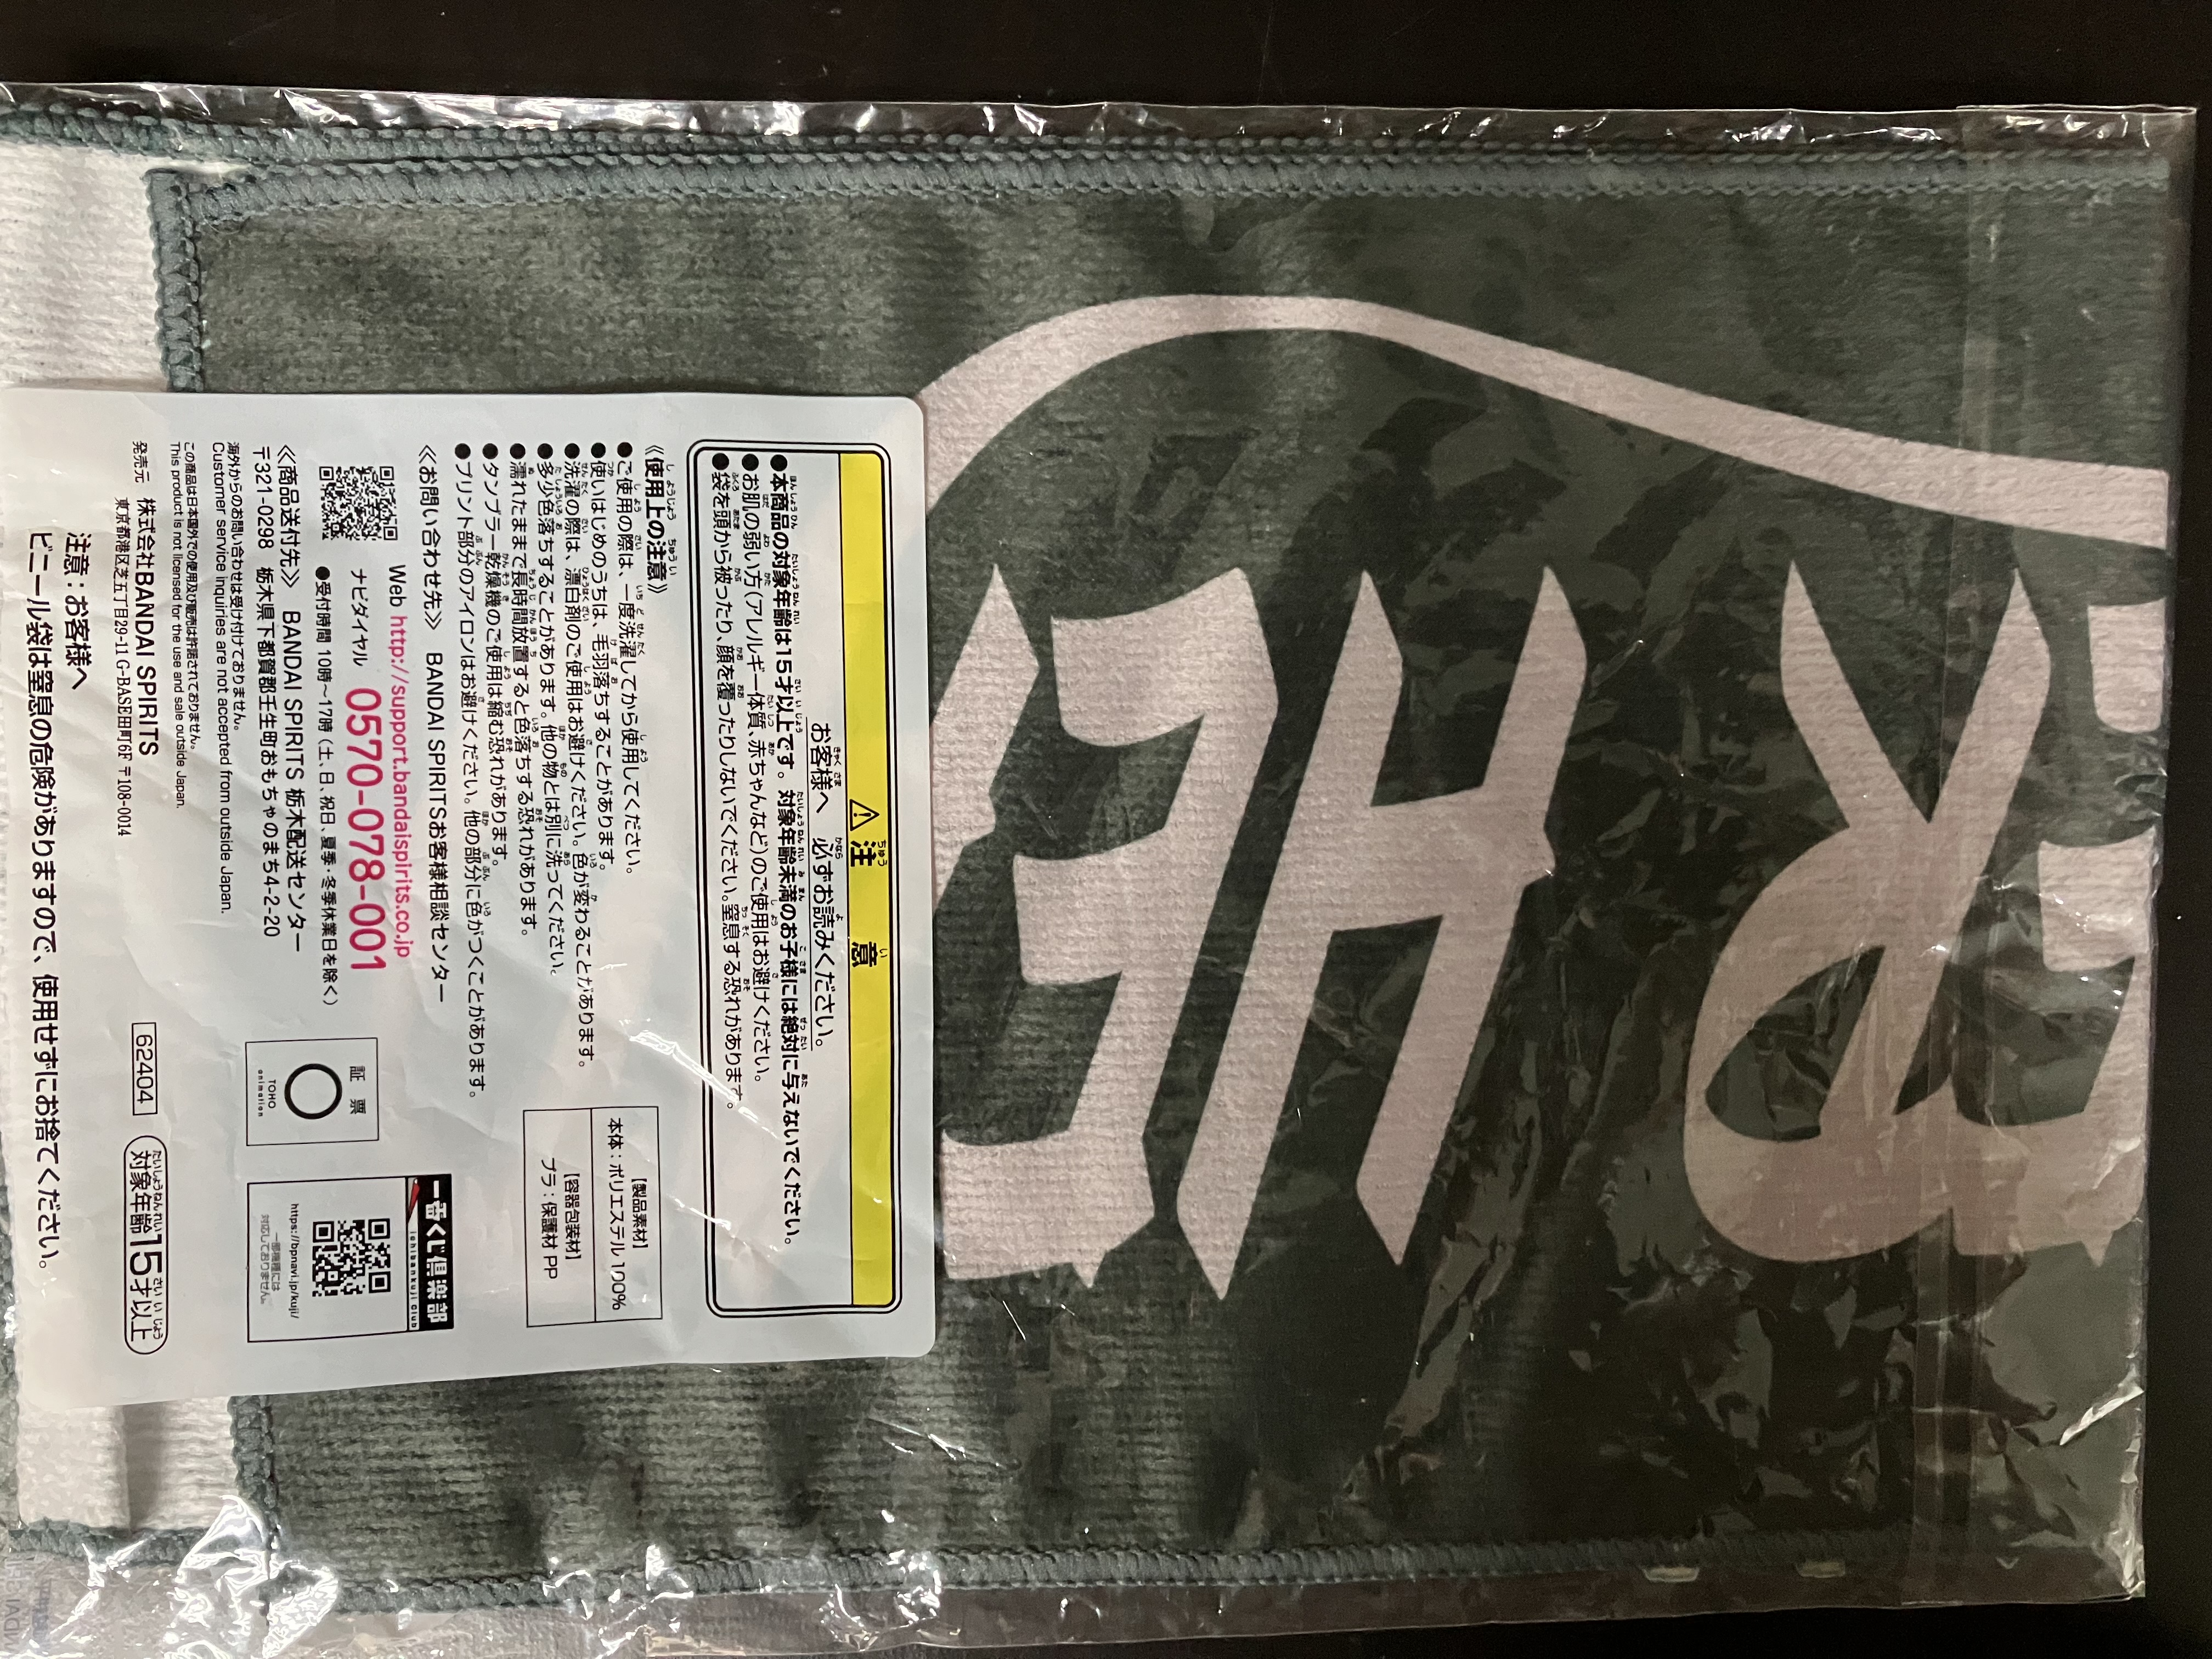 注意
お客様へ 必ずお読みください。
●本商品の対象年齢は15才以上です。対象年齢未満のお子様には絶対に与えないでください。
●お肌の弱い方(アレルギー体質、赤ちゃんなど)のご使用はお避けください。
●袋を頭から被ったり、顔を覆ったりしないでください。窒息する恐れがあります。
《使用上の注意》
●ご使用の際は、一度洗濯してから使用してください。
●使いはじめのうちは、毛羽落ちすることがあります。
●洗濯の際は、漂白剤のご使用はお避けください。色が変わることがあります。
●多少色落ちすることがあります。他の物とは別に洗ってください。
●濡れたままで長時間放置すると色落ちする恐れがあります。
●タンブラー乾燥機のご使用は縮む恐れがあります。
●プリント部分のアイロンはお避けください。他の部分に色がつくことがあります。
【製品素材】
本体：ポリエステル100%
【容器包装材】
プラ：保護材 PP
《お問い合わせ先》 BANDAI SPIRITSお客様相談センター
Web http://support.bandaispirits.co.jp
ナビダイヤル 0570-078-001
●受付時間 10時～17時(土、日、祝日、夏季・冬季休業日を除く)
《商品送付先》 BANDAI SPIRITS 栃木配送センター
〒321-0298 栃木県下都賀郡壬生町おもちゃのまち4-2-20
海外からのお問い合わせは受け付けておりません。
Customer service inquiries are not accepted from outside Japan.
この商品は日本国外での使用及び販売は許諾されておりません。
This product is not licensed for the use and sale outside Japan.
発売元 株式会社BANDAI SPIRITS
東京都港区芝五丁目29-11 G-BASE田町6F 〒108-0014
証票
TOHO
animation
一番くじ倶楽部
ichibankuji club
https://bpnavi.jp/kuji/
一部機種には
対応しておりません。
62404
対象年齢15才以上
注意：お客様へ
ビニール袋は窒息の危険がありますので、使用せずにお捨てください。